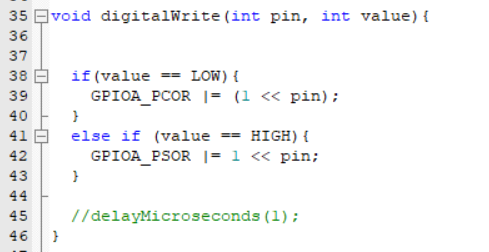 35 void digitalWrite(int pin, int value){
36
37
38 if(value == LOW){
39 GPIOA_PCOR |= (1 << pin);
40 }
41 else if (value == HIGH){
42 GPIOA_PSOR |= 1 << pin;
43 }
44
45 //delayMicroseconds(1);
46 }